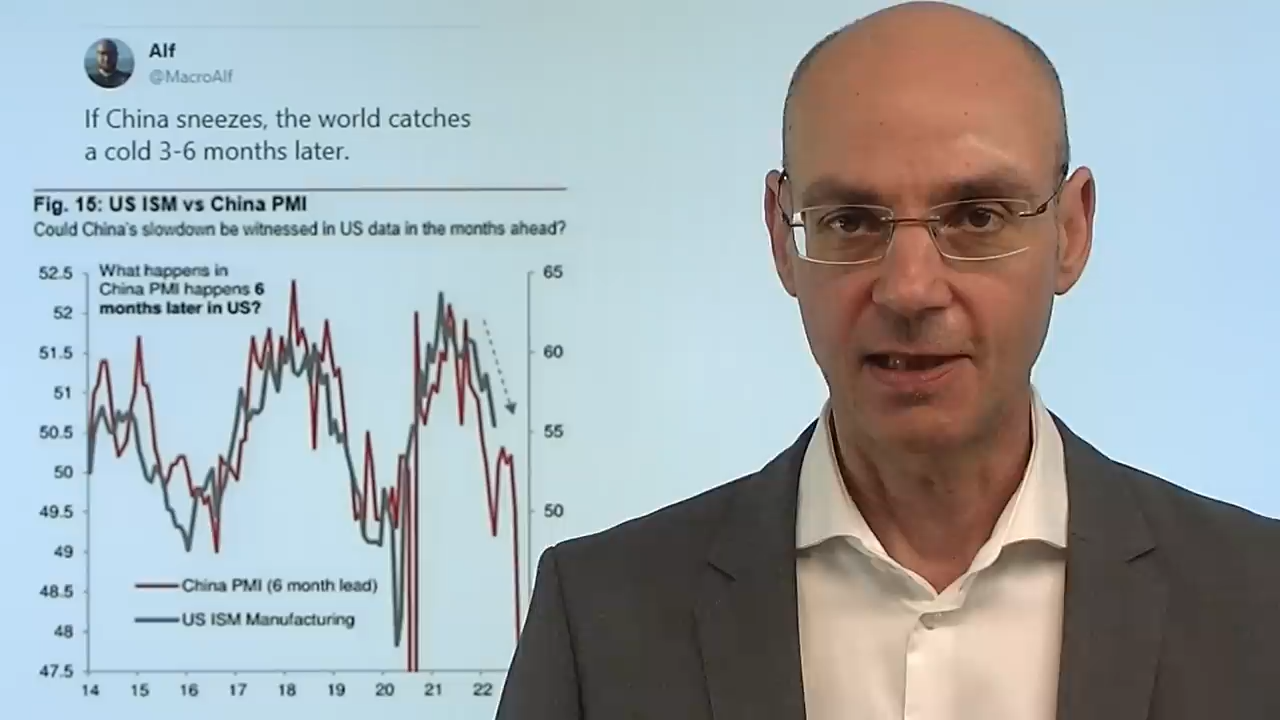 Alf
@MacroAlf
If China sneezes, the world catches
a cold 3-6 months later.
Fig. 15: US ISM vs China PMI
Could China's slowdown be witnessed in US data in the months ahead?
What happens in
China PMI happens 6
months later in US?
52.5
52
51.5
51
50.5
50
49.5
49
48.5
48
47.5
65
60
55
50
China PMI (6 month lead)
US ISM Manufacturing
14 15 16 17 18 19 20 21 22